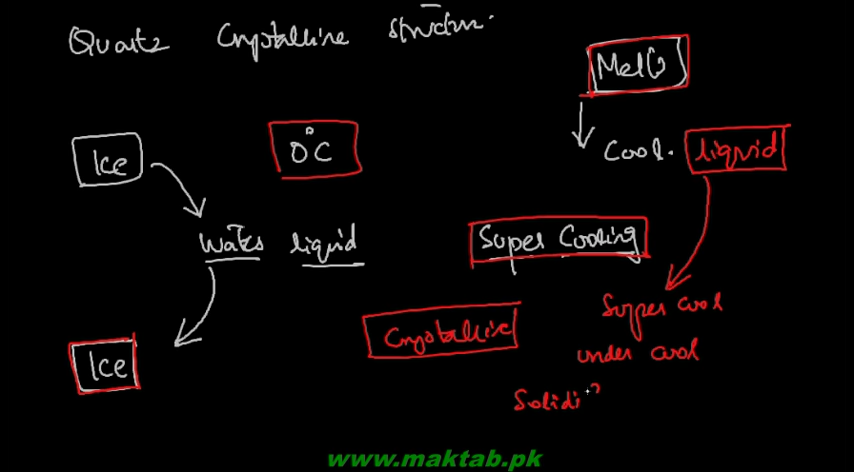 Quartz Crystalline structure.
Melt
Ice
0°C
Cool. liquid
Water liquid
Super Cooling
Super cool
Crystalline
under cool
Ice
Solidi
www.maktab.pk